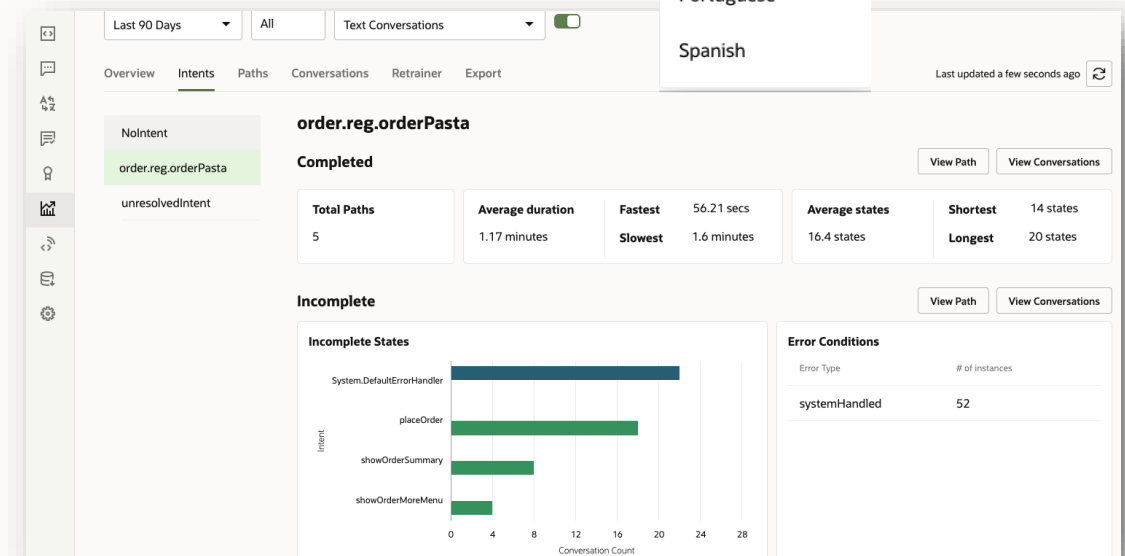 Portuguese
Spanish
Last 90 Days
All
Text Conversations
Overview
Intents
Paths
Conversations
Retrainer
Export
Last updated a few seconds ago
NoIntent
order.reg.orderPasta
unresolvedIntent
order.reg.orderPasta
Completed
View Path
View Conversations
Total Paths
5
Average duration
1.17 minutes
Fastest 56.21 secs
Slowest 1.6 minutes
Average states
16.4 states
Shortest 14 states
Longest 20 states
Incomplete
View Path
View Conversations
Incomplete States
Intent
System.DefaultErrorHandler
placeOrder
showOrderSummary
showOrderMoreMenu
0 4 8 12 16 20 24 28
Conversation Count
Error Conditions
Error Type # of instances
systemHandled 52